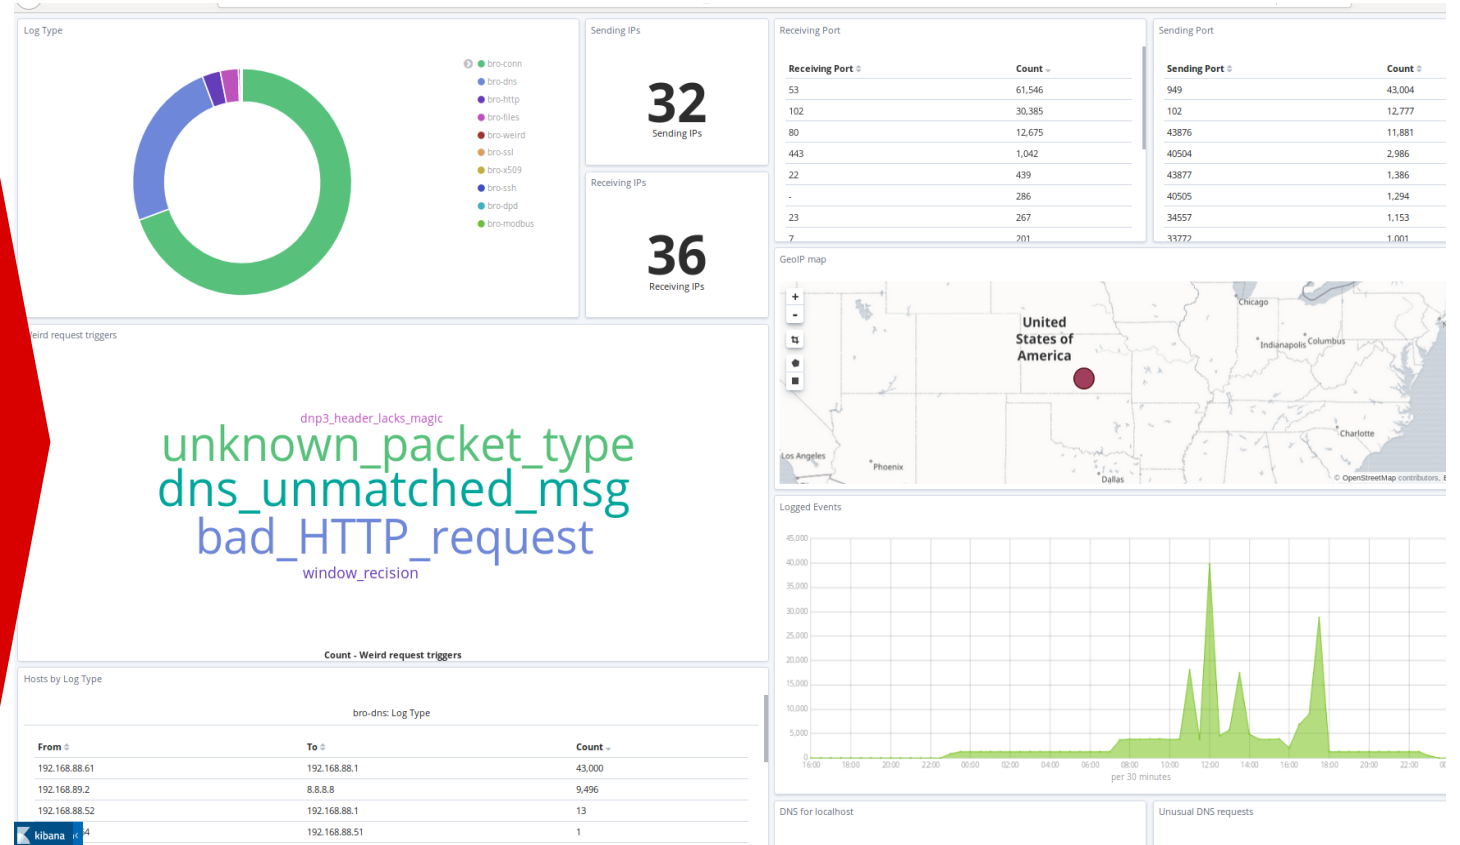 Log Type
bro-conn
bro-dns
bro-http
bro-files
bro-weird
bro-ssl
bro-x509
bro-ssh
bro-dpd
bro-modbus
Sending IPs
32
Sending IPs
Receiving IPs
36
Receiving IPs
Receiving Port
Receiving Port Count
53 61,546
102 30,385
80 12,675
443 1,042
22 439
- 286
23 267
7 201
Sending Port
Sending Port Count
949 43,004
102 12,777
43876 11,881
40504 2,986
43877 1,386
40505 1,294
34557 1,153
33772 1,001
Weird request triggers
dnp3_header_lacks_magic
unknown_packet_type
dns_unmatched_msg
bad_HTTP_request
window_recision
Count - Weird request triggers
GeoIP map
+
-
United
States of
America
Chicago
Indianapolis
Columbus
Charlotte
Los Angeles
Phoenix
Dallas
© OpenStreetMap contributors,
Logged Events
45,000
40,000
35,000
30,000
25,000
20,000
15,000
10,000
5,000
0
16:00 18:00 20:00 22:00 00:00 02:00 04:00 06:00 08:00 10:00 12:00 14:00 16:00 18:00 20:00 22:00
per 30 minutes
Hosts by Log Type
bro-dns: Log Type
From To Count
192.168.88.61 192.168.88.1 43,000
192.168.89.2 8.8.8.8 9,496
192.168.88.52 192.168.88.1 13
192.168.88.51 1
kibana
DNS for localhost
Unusual DNS requests